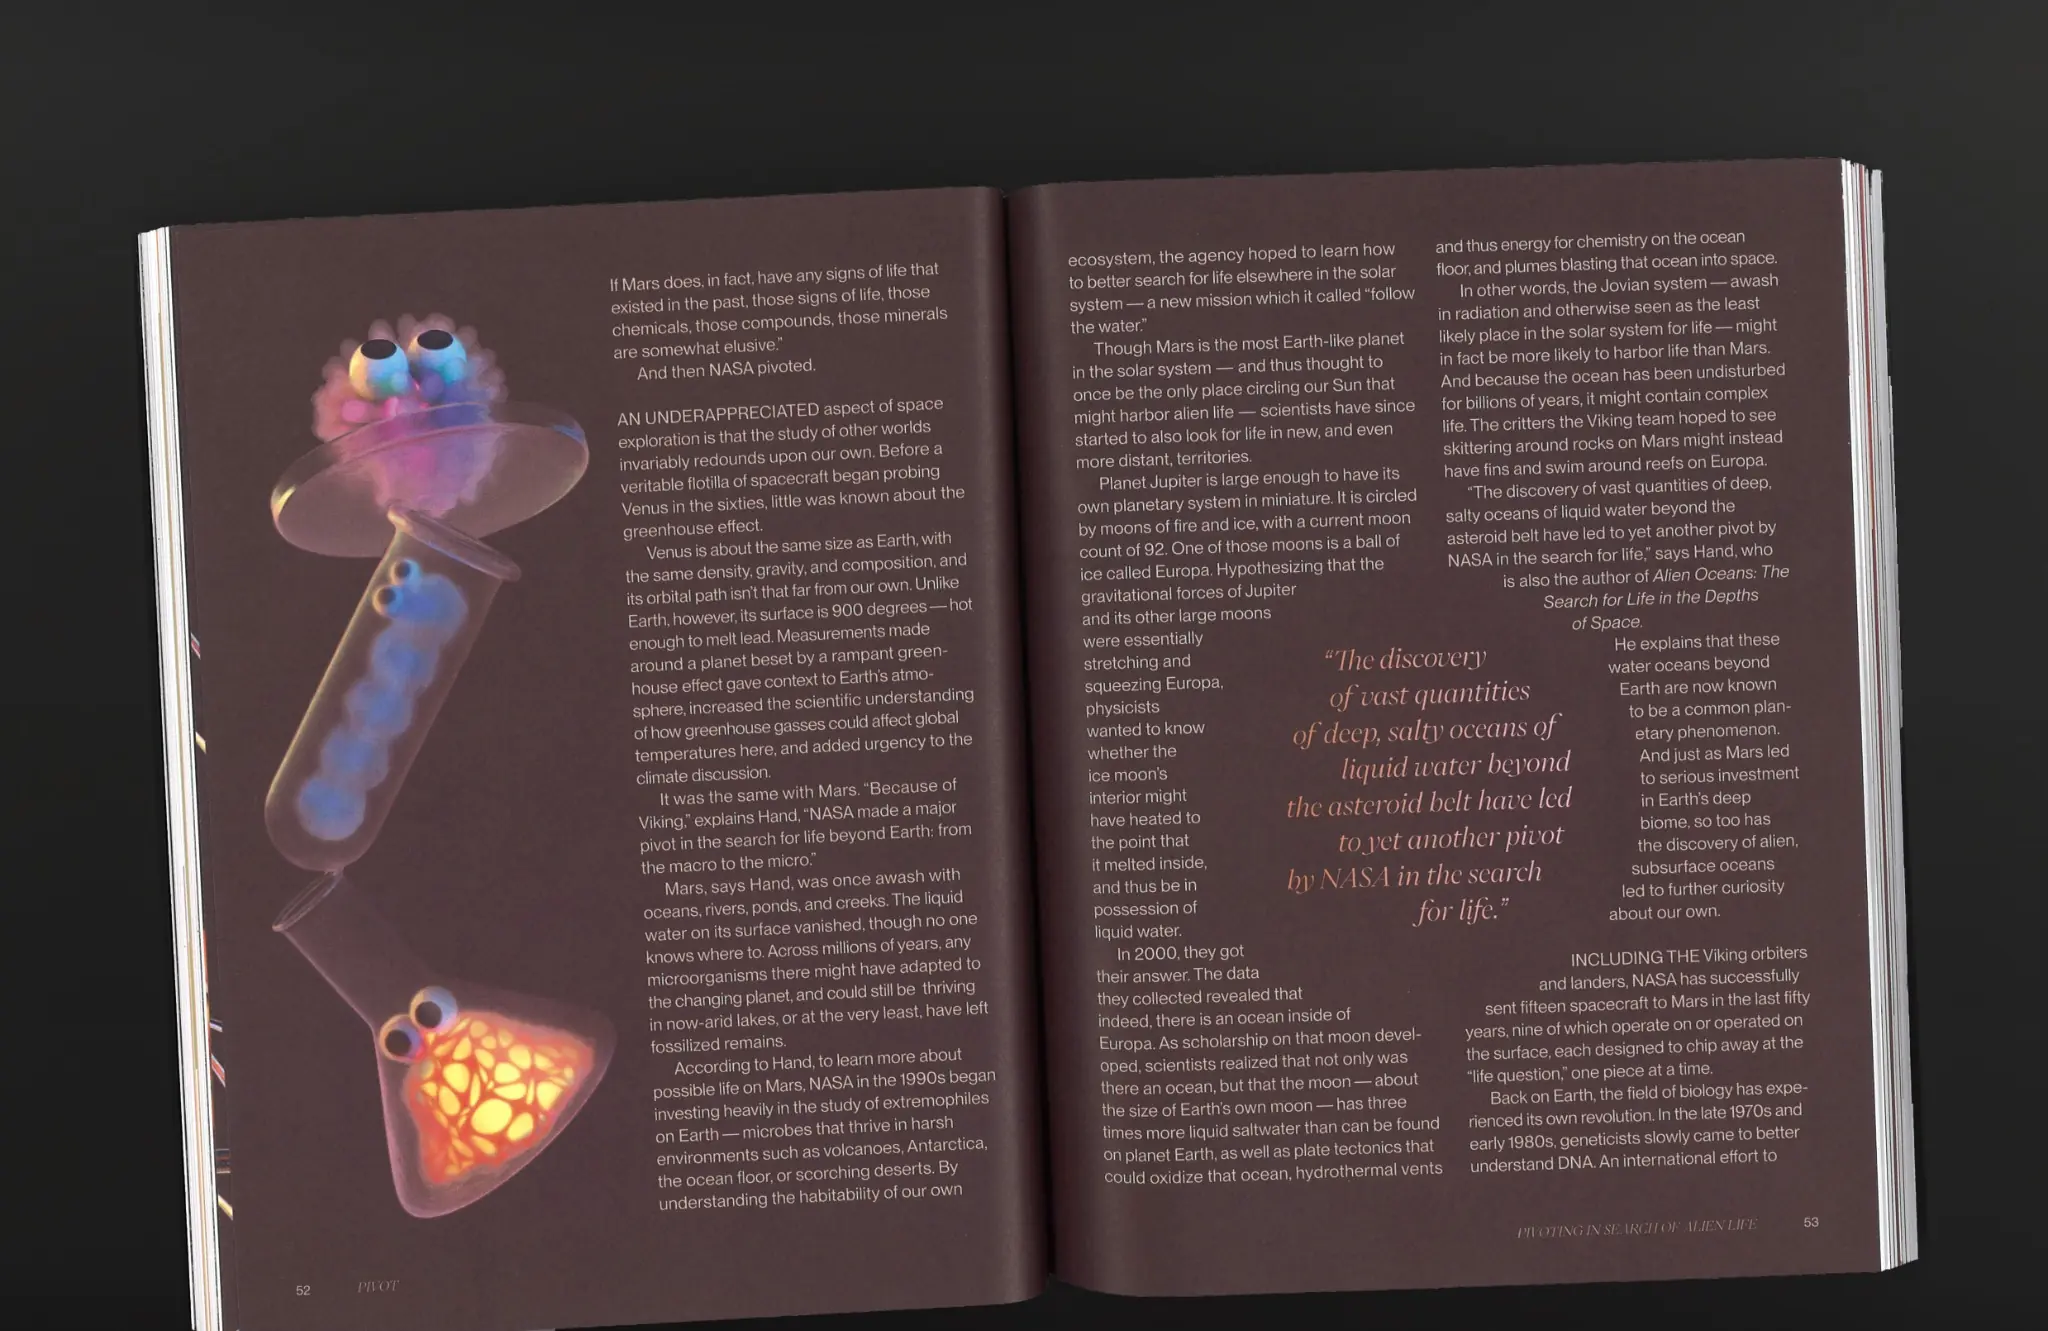 If Mars does, in fact, have any signs of life that
existed in the past, those signs of life, those
chemicals, those compounds, those minerals
are somewhat elusive.”
And then NASA pivoted.
AN UNDERAPPRECIATED aspect of space
exploration is that the study of other worlds
invariably redounds upon our own. Before a
veritable flotilla of spacecraft began probing
Venus in the sixties, little was known about the
greenhouse effect.
Venus is about the same size as Earth, with
the same density, gravity, and composition, and
its orbital path isn’t that far from our own. Unlike
Earth, however, its surface is 900 degrees — hot
enough to melt lead. Measurements made
around a planet beset by a rampant green-
house effect gave context to Earth’s atmo-
sphere, increased the scientific understanding
of how greenhouse gasses could affect global
temperatures here, and added urgency to the
climate discussion.
It was the same with Mars. “Because of
Viking,” explains Hand, “NASA made a major
pivot in the search for life beyond Earth: from
the macro to the micro.”
Mars, says Hand, was once awash with
oceans, rivers, ponds, and creeks. The liquid
water on its surface vanished, though no one
knows where to. Across millions of years, any
microorganisms there might have adapted to
the changing planet, and could still be thriving
in now-arid lakes, or at the very least, have left
fossilized remains.
According to Hand, to learn more about
possible life on Mars, NASA in the 1990s began
investing heavily in the study of extremophiles
on Earth — microbes that thrive in harsh
environments such as volcanoes, Antarctica,
the ocean floor, or scorching deserts. By
understanding the habitability of our own
52 PIVOT
ecosystem, the agency hoped to learn how
to better search for life elsewhere in the solar
system — a new mission which it called “follow
the water.”
Though Mars is the most Earth-like planet
in the solar system — and thus thought to
once be the only place circling our Sun that
might harbor alien life — scientists have since
started to also look for life in new, and even
more distant, territories.
Planet Jupiter is large enough to have its
own planetary system in miniature. It is circled
by moons of fire and ice, with a current moon
count of 92. One of those moons is a ball of
ice called Europa. Hypothesizing that the
gravitational forces of Jupiter
and its other large moons
were essentially
stretching and
squeezing Europa,
physicists
wanted to know
whether the
ice moon’s
interior might
have heated to
the point that
it melted inside,
and thus be in
possession of
liquid water.
In 2000, they got
their answer. The data
they collected revealed that
indeed, there is an ocean inside of
Europa. As scholarship on that moon devel-
oped, scientists realized that not only was
there an ocean, but that the moon — about
the size of Earth’s own moon — has three
times more liquid saltwater than can be found
on planet Earth, as well as plate tectonics that
could oxidize that ocean, hydrothermal vents
“The discovery
of vast quantities
of deep, salty oceans of
liquid water beyond
the asteroid belt have led
to yet another pivot
by NASA in the search
for life.”
and thus energy for chemistry on the ocean
floor, and plumes blasting that ocean into space.
In other words, the Jovian system — awash
in radiation and otherwise seen as the least
likely place in the solar system for life — might
in fact be more likely to harbor life than Mars.
And because the ocean has been undisturbed
for billions of years, it might contain complex
life. The critters the Viking team hoped to see
skittering around rocks on Mars might instead
have fins and swim around reefs on Europa.
“The discovery of vast quantities of deep,
salty oceans of liquid water beyond the
asteroid belt have led to yet another pivot by
NASA in the search for life,” says Hand, who
is also the author of Alien Oceans: The
Search for Life in the Depths
of Space.
He explains that these
water oceans beyond
Earth are now known
to be a common plan-
etary phenomenon.
And just as Mars led
to serious investment
in Earth’s deep
biome, so too has
the discovery of alien,
subsurface oceans
led to further curiosity
about our own.
INCLUDING THE Viking orbiters
and landers, NASA has successfully
sent fifteen spacecraft to Mars in the last fifty
years, nine of which operate on or operated on
the surface, each designed to chip away at the
“life question,” one piece at a time.
Back on Earth, the field of biology has expe-
rienced its own revolution. In the late 1970s and
early 1980s, geneticists slowly came to better
understand DNA. An international effort to
PIVOTING IN SEARCH OF ALIEN LIFE 53